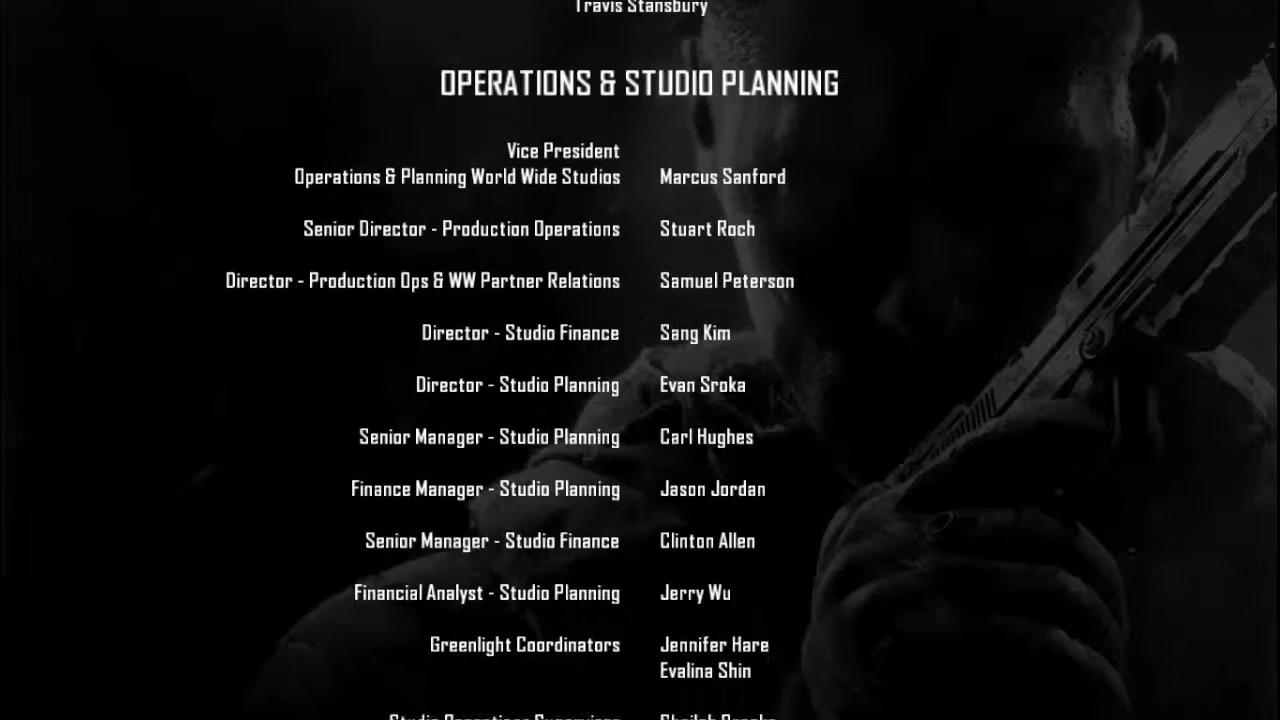 Travis Stansbury
OPERATIONS & STUDIO PLANNING
Vice President
Operations & Planning World Wide Studios Marcus Sanford
Senior Director - Production Operations Stuart Roch
Director - Production Ops & WW Partner Relations Samuel Peterson
Director - Studio Finance Sang Kim
Director - Studio Planning Evan Sroka
Senior Manager - Studio Planning Carl Hughes
Finance Manager - Studio Planning Jason Jordan
Senior Manager - Studio Finance Clinton Allen
Financial Analyst - Studio Planning Jerry Wu
Greenlight Coordinators Jennifer Hare
Evalina Shin
Studio Operations